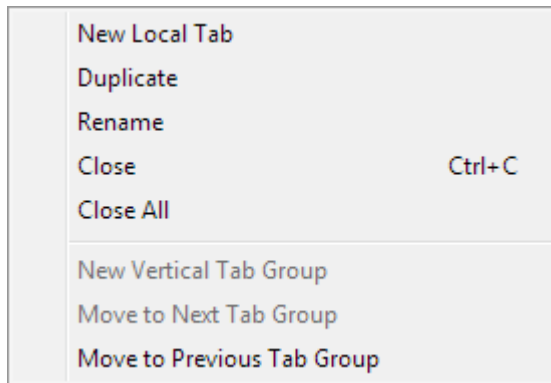 New Local Tab
Duplicate
Rename
Close Ctrl+C
Close All
New Vertical Tab Group
Move to Next Tab Group
Move to Previous Tab Group